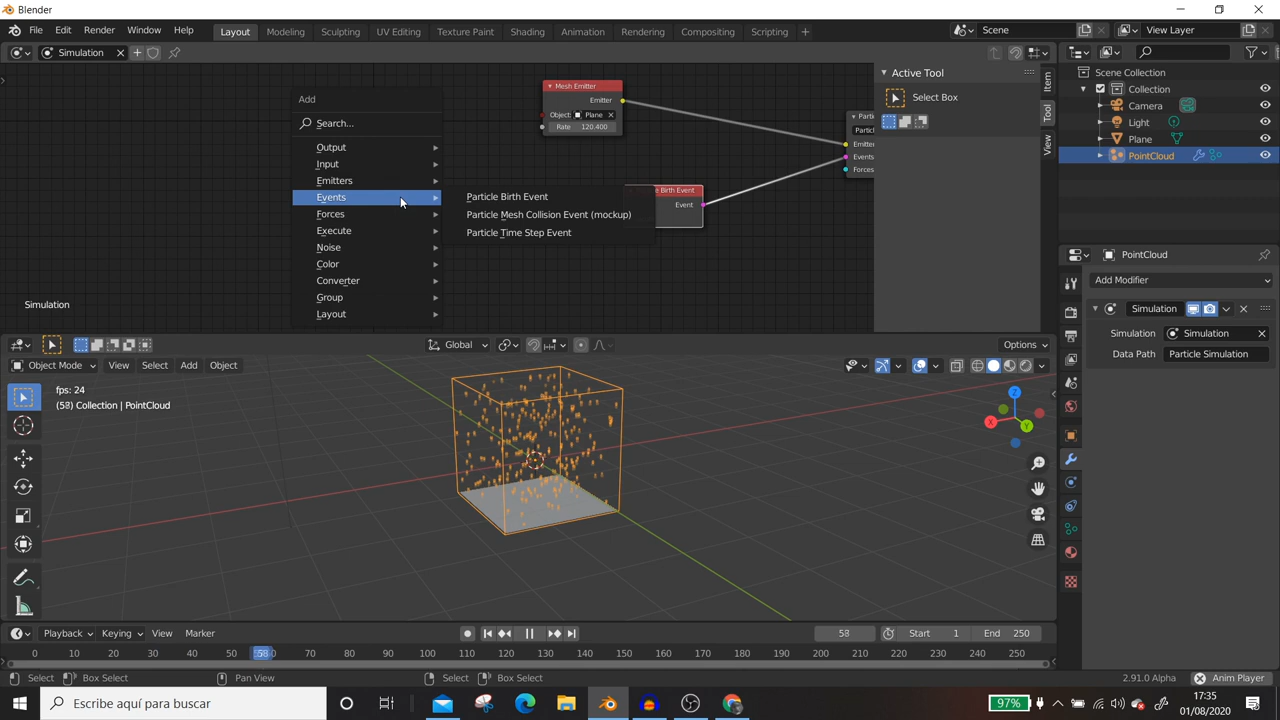 Blender
File Edit Render Window Help Layout Modeling Sculpting UV Editing Texture Paint Shading Animation Rendering Compositing Scripting + Scene View Layer
Simulation
Active Tool
Select Box
Item
Tool
View
Mesh Emitter
Emitter
Object: Plane
Rate 120.400
Emitte
Events
Forces
Birth Event
Event
Add
Search...
Output
Input
Emitters
Events
Forces
Execute
Noise
Color
Converter
Group
Layout
Particle Birth Event
Particle Mesh Collision Event (mockup)
Particle Time Step Event
Simulation
Scene Collection
Collection
Camera
Light
Plane
PointCloud
PointCloud
Add Modifier
Simulation
Simulation Simulation
Data Path Particle Simulation
Global Options
Object Mode View Select Add Object
fps: 24
(58) Collection | PointCloud
X
Y
Z
Playback Keying View Marker 58 Start 1 End 250
0 10 20 30 40 58 70 80 90 100 110 120 130 140 150 160 170 180 190 200 210 220 230 240 250
Select Box Select Pan View Select Box Select 2.91.0 Alpha Anim Player
Escribe aquí para buscar
97%
17:35
01/08/2020